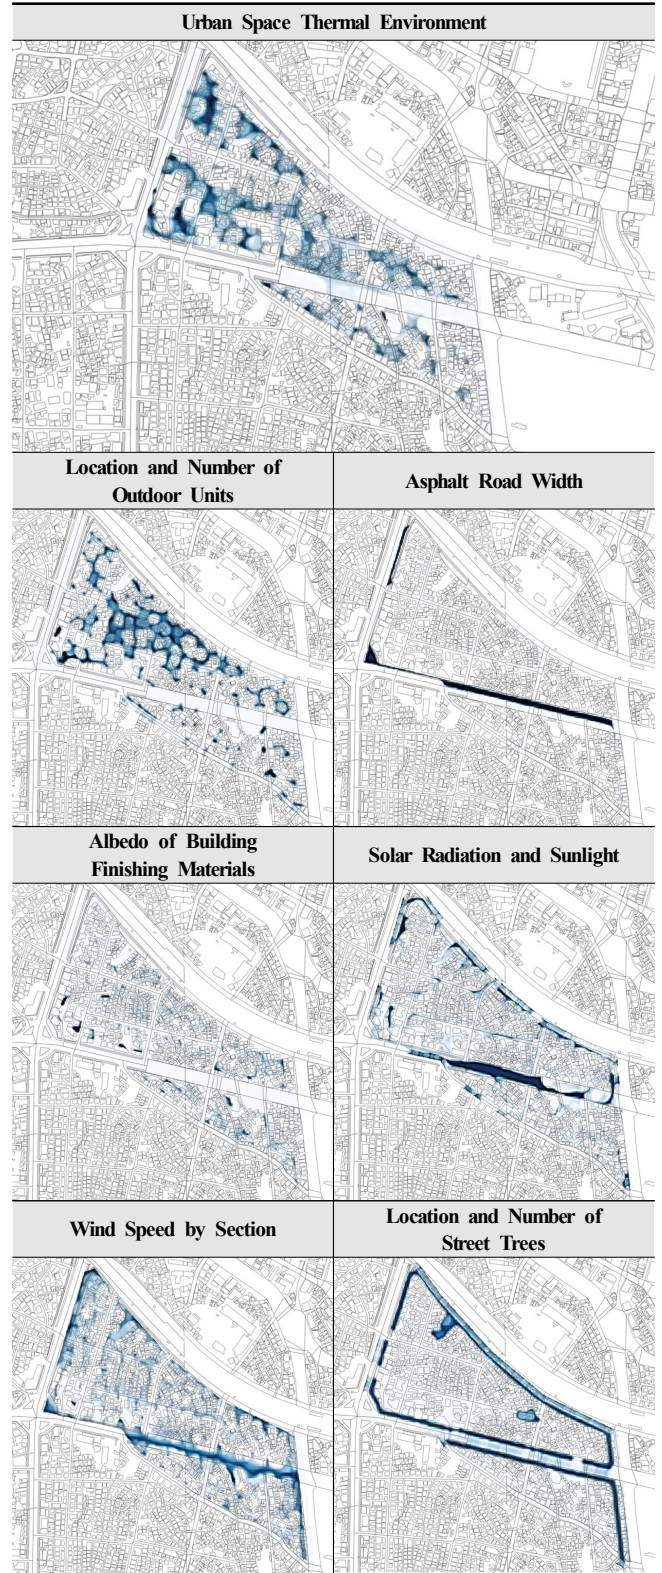 Urban Space Thermal Environment
Location and Number of
Outdoor Units
Asphalt Road Width
Albedo of Building
Finishing Materials
Solar Radiation and Sunlight
Wind Speed by Section
Location and Number of
Street Trees